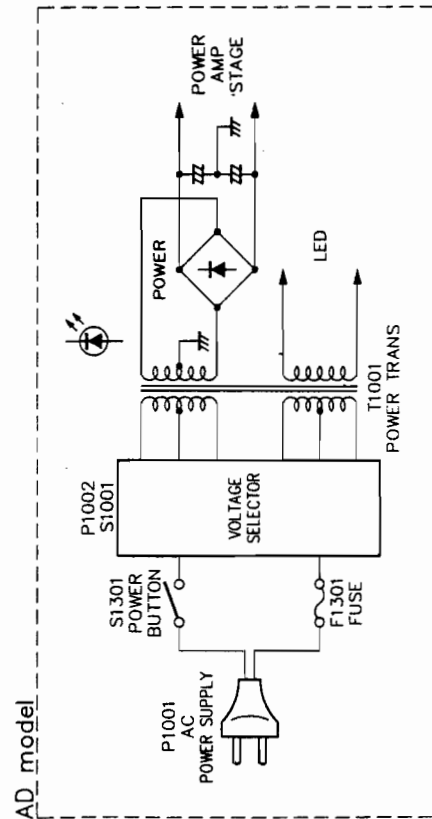 AD model
P1001
AC
POWER SUPPLY
S1301
POWER
BUTTON
F1301
FUSE
P1002
S1001
VOLTAGE
SELECTOR
T1001
POWER TRANS
POWER
LED
POWER
AMP
STAGE